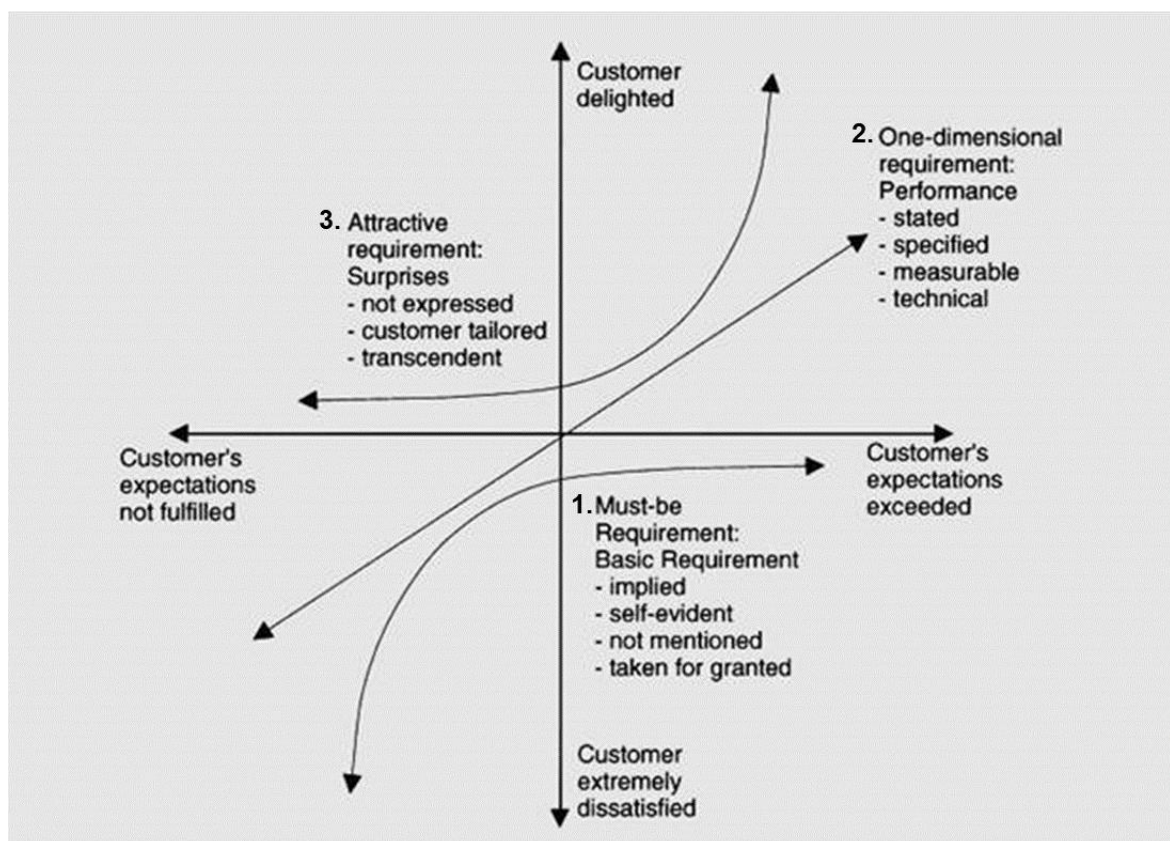 Customer
delighted
2. One-dimensional
requirement:
Performance
- stated
- specified
- measurable
- technical
3. Attractive
requirement:
Surprises
- not expressed
- customer tailored
- transcendent
Customer's
expectations
not fulfilled
Customer's
expectations
exceeded
1. Must-be
Requirement:
Basic Requirement
- implied
- self-evident
- not mentioned
- taken for granted
Customer
extremely
dissatisfied